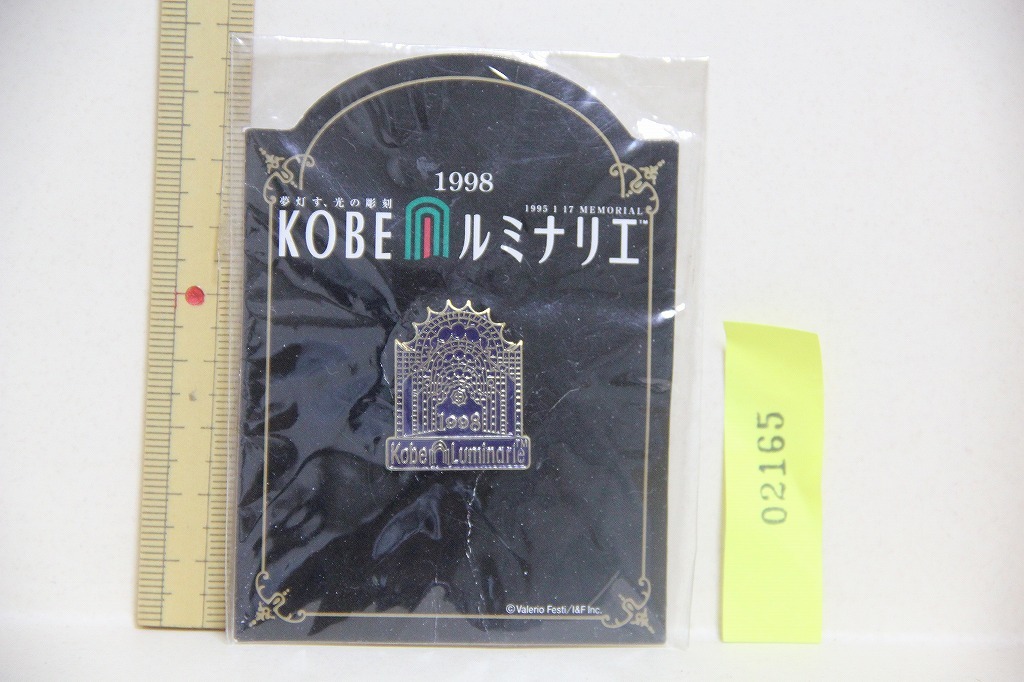 1998
夢灯す、光の彫刻
1995 1 17 MEMORIAL
KOBE ルミナリエ™
1998
Kobe Luminarie
©Valerio Festi/I&F Inc.
02165